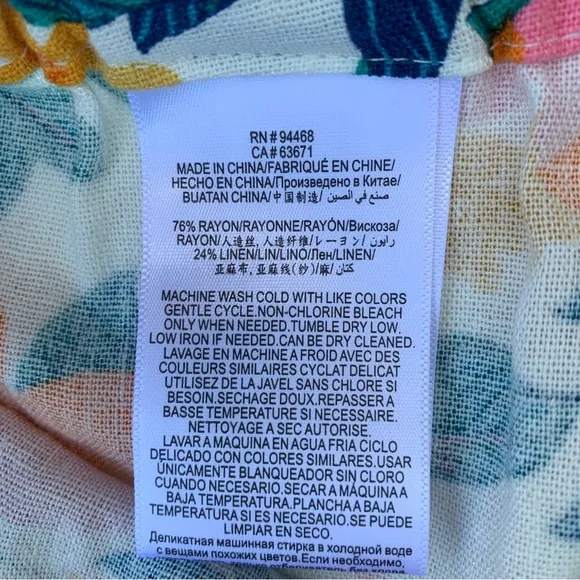 RN # 94468
CA # 63671
MADE IN CHINA/FABRIQUÉ EN CHINE/
HECHO EN CHINA/Произведено в Китае/
BUATAN CHINA/中国制造/ صنع في الصين
76% RAYON/RAYONNE/RAYÓN/Вискоза/
RAYON/人造丝,人造纤维/レーヨン/ رايون
24% LINEN/LIN/LINO/Лен/LINEN/
亚麻布,亚麻线(纱)/麻/ كتان
MACHINE WASH COLD WITH LIKE COLORS
GENTLE CYCLE.NON-CHLORINE BLEACH
ONLY WHEN NEEDED.TUMBLE DRY LOW.
LOW IRON IF NEEDED.CAN BE DRY CLEANED.
LAVAGE EN MACHINE A FROID AVEC DES
COULEURS SIMILAIRES CYCLAT DELICAT
UTILISEZ DE LA JAVEL SANS CHLORE SI
BESOIN.SECHAGE DOUX.REPASSER A
BASSE TEMPERATURE SI NECESSAIRE.
NETTOYAGE A SEC AUTORISE.
LAVAR A MAQUINA EN AGUA FRIA CICLO
DELICADO CON COLORES SIMILARES.USAR
ÚNICAMENTE BLANQUEADOR SIN CLORO
CUANDO NECESARIO.SECAR A MÁQUINA A
BAJA TEMPERATURA.PLANCHA A BAJA
TEMPERATURA SI ES NECESARIO.SE PUEDE
LIMPIAR EN SECO.
Деликатная машинная стирка в холодной воде
с вещами похожих цветов.Если необходимо,